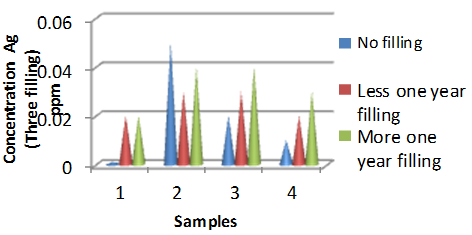 Concentration Ag
(Three filling)
ppm
0.06
0.04
0.02
0
1 2 3 4
Samples
No filling
Less one year
filling
More one
year filling